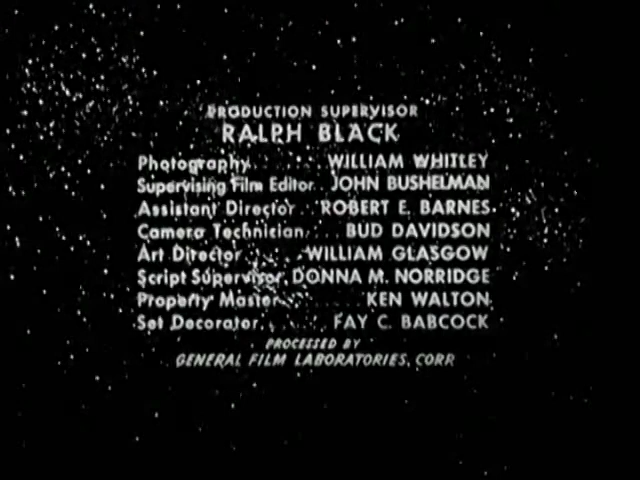 PRODUCTION SUPERVISOR
RALPH BLACK
Photography..... WILLIAM WHITLEY
Supervising Film Editor.. JOHN BUSHELMAN
Assistant Director... ROBERT E. BARNES
Camera Technician.... BUD DAVIDSON
Art Director..... WILLIAM GLASGOW
Script Supervisor. DONNA M. NORRIDGE
Property Master..... KEN WALTON
Set Decorator..... FAY C. BABCOCK
PROCESSED BY
GENERAL FILM LABORATORIES, CORP.